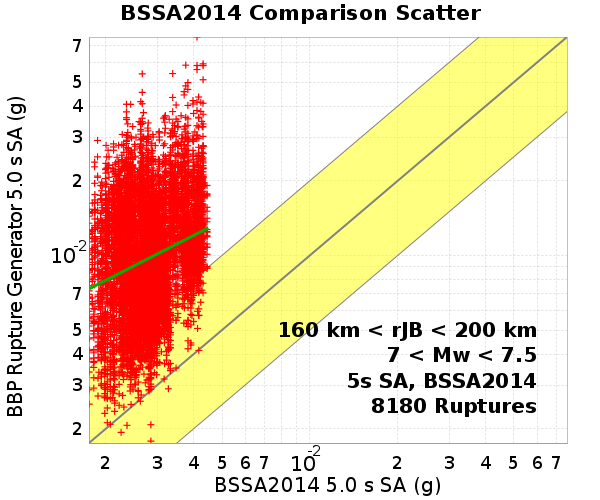 BSSA2014 Comparison Scatter
BBP Rupture Generator 5.0 s SA (g)
7
5
4
3
2
10-2
7
5
4
3
2
160 km < rJB < 200 km
7 < Mw < 7.5
5s SA, BSSA2014
8180 Ruptures
2 3 4 5 6 7 10-2 2 3 4 5 6 7
BSSA2014 5.0 s SA (g)